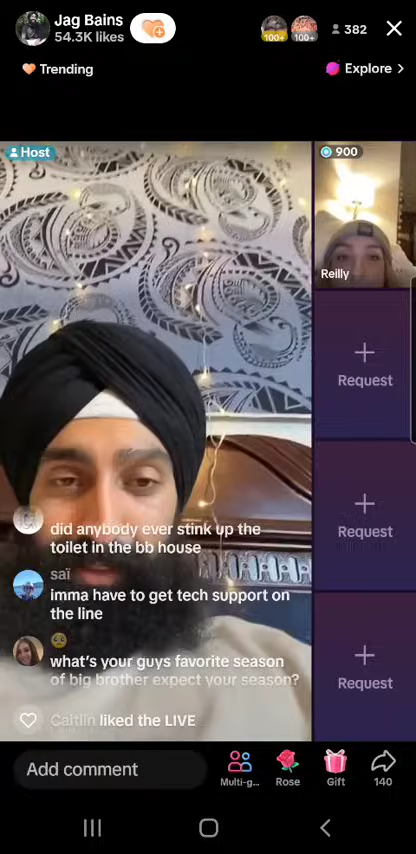 Jag Bains
54.3K likes
100+
100+
382
Trending
Explore >
Host
900
Reilly
Request
Request
Request
did anybody ever stink up the
toilet in the bb house
saï
imma have to get tech support on
the line
🥺
what's your guys favorite season
of big brother expect your season?
Caitlin liked the LIVE
Add comment
Multi-g...
Rose
Gift
140